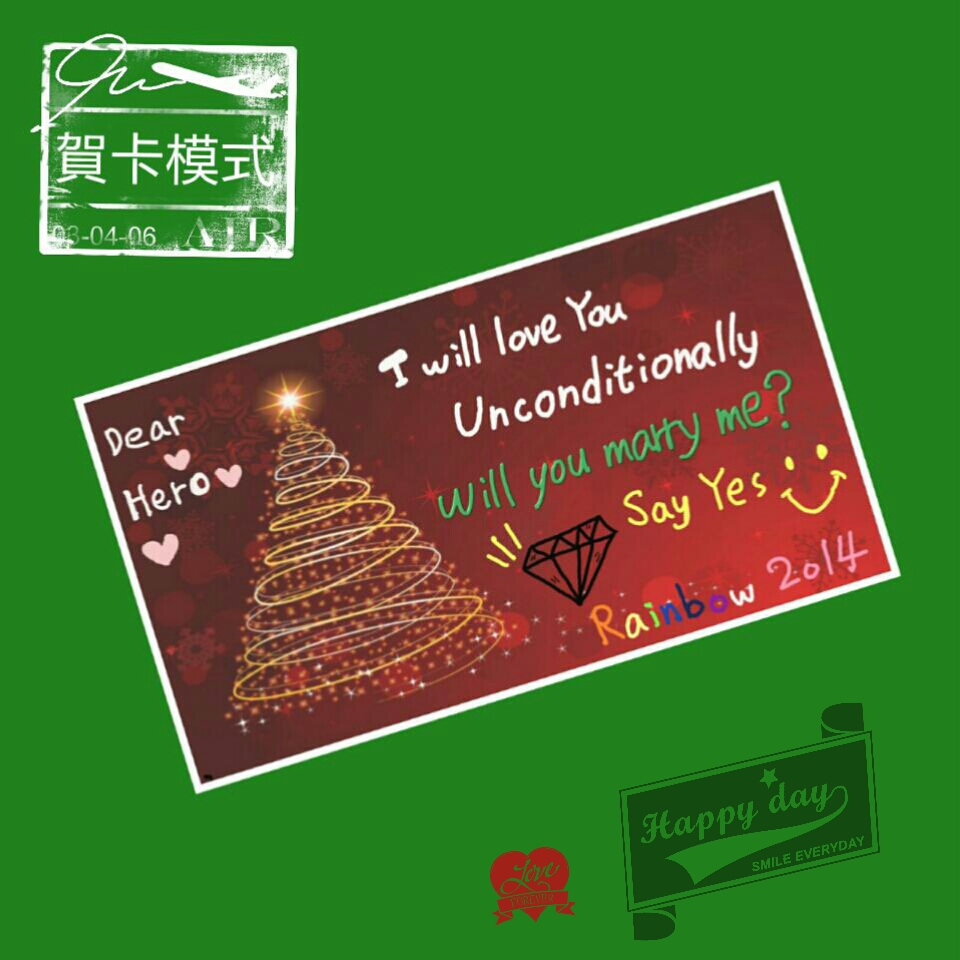 賀卡模式
03-04-06 AIR
Dear
Hero
I will love You
Unconditionally
Will you marry me?
Say Yes
Rainbow 2014
Happy day
SMILE EVERYDAY
Love